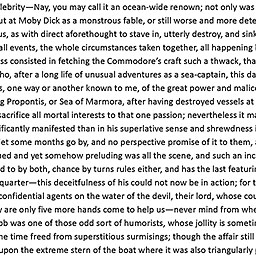 lebrity—Nay, you may call it an ocean-wide renown; not only was
ut at Moby Dick as a monstrous fable, or still worse and more dete
us, as with direct aforethought to stave in, utterly destroy, and sink
all events, the whole circumstances taken together, all happening
ss consisted in fetching the Commodore's craft such a thwack, tha
ho, after a long life of unusual adventures as a sea-captain, this da
s, one way or another known to me, of the great power and malice
g Propontis, or Sea of Marmora, after having destroyed vessels at
sacrifice all mortal interests to that one passion; nevertheless it ma
ificantly manifested than in his superlative sense and shrewdness i
et some months go by, and no perspective promise of it to them,
ned and yet somehow preluding was all the scene, and such an inc
d to by both, chance by turns rules either, and has the last featurin
quarter—this deceitfulness of his could not now be in action; for t
confidential agents on the water of the devil, their lord, whose cou
y are only five more hands come to help us—never mind from whe
bb was one of those odd sort of humorists, whose jollity is someti
ne time freed from superstitious surmisings; though the affair still
upon the extreme stern of the boat where it was also triangularly